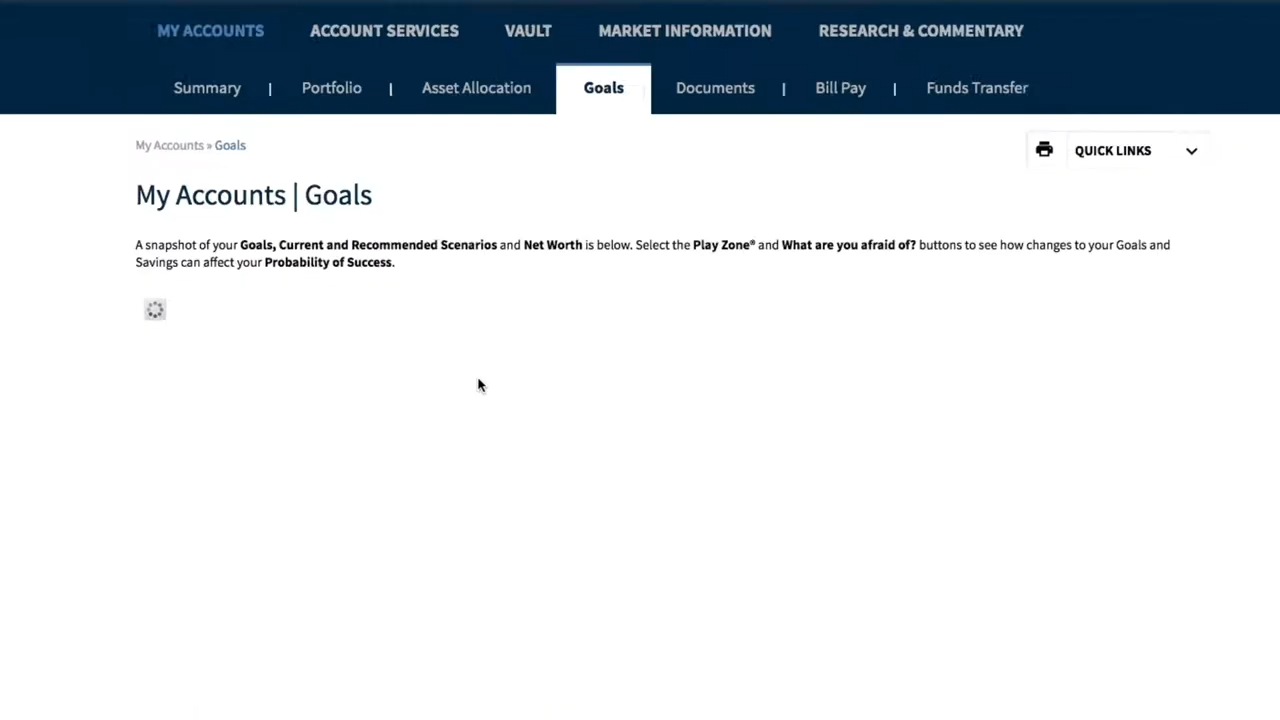 MY ACCOUNTS ACCOUNT SERVICES VAULT MARKET INFORMATION RESEARCH & COMMENTARY
Summary | Portfolio | Asset Allocation Goals Documents | Bill Pay | Funds Transfer
My Accounts » Goals
QUICK LINKS
My Accounts | Goals
A snapshot of your Goals, Current and Recommended Scenarios and Net Worth is below. Select the Play Zone® and What are you afraid of? buttons to see how changes to your Goals and
Savings can affect your Probability of Success.